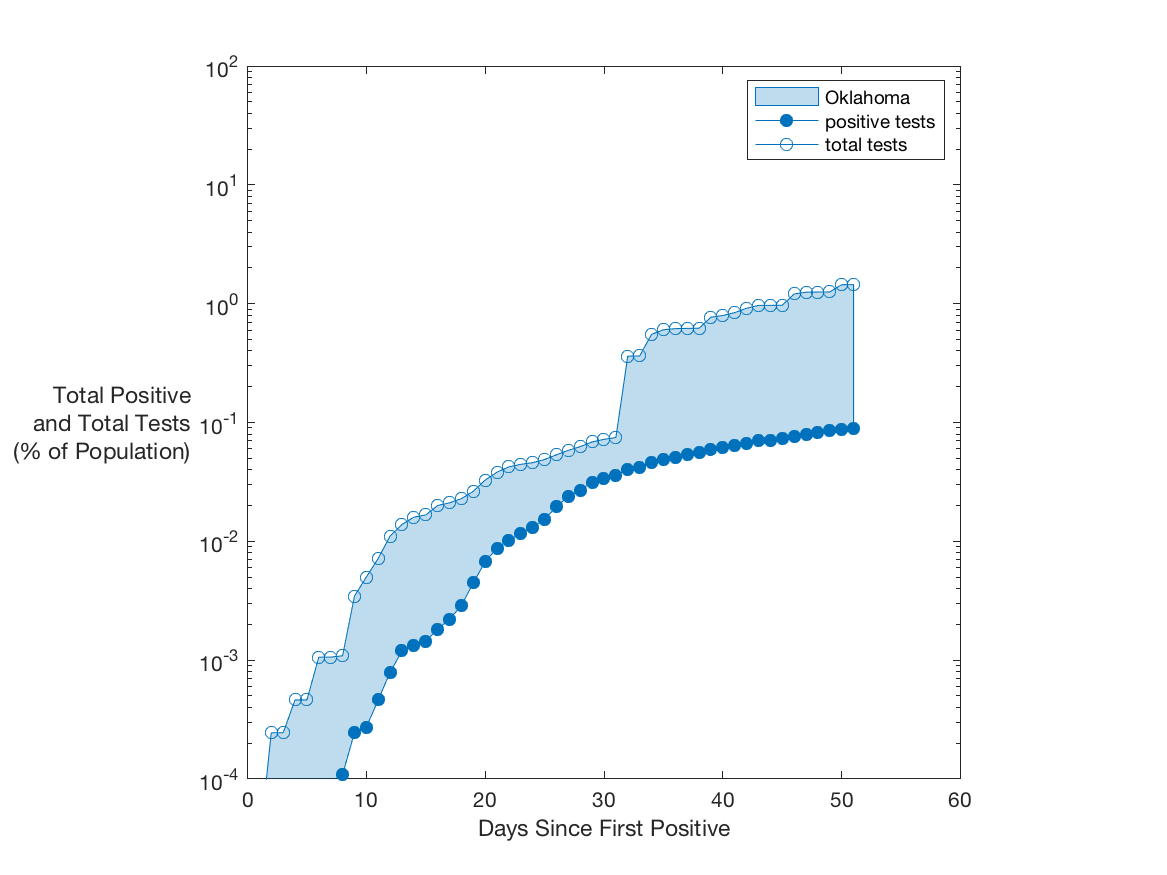 10^2
10^1
10^0
10^-1
10^-2
10^-3
10^-4
Total Positive
and Total Tests
(% of Population)
Oklahoma
positive tests
total tests
0 10 20 30 40 50 60
Days Since First Positive